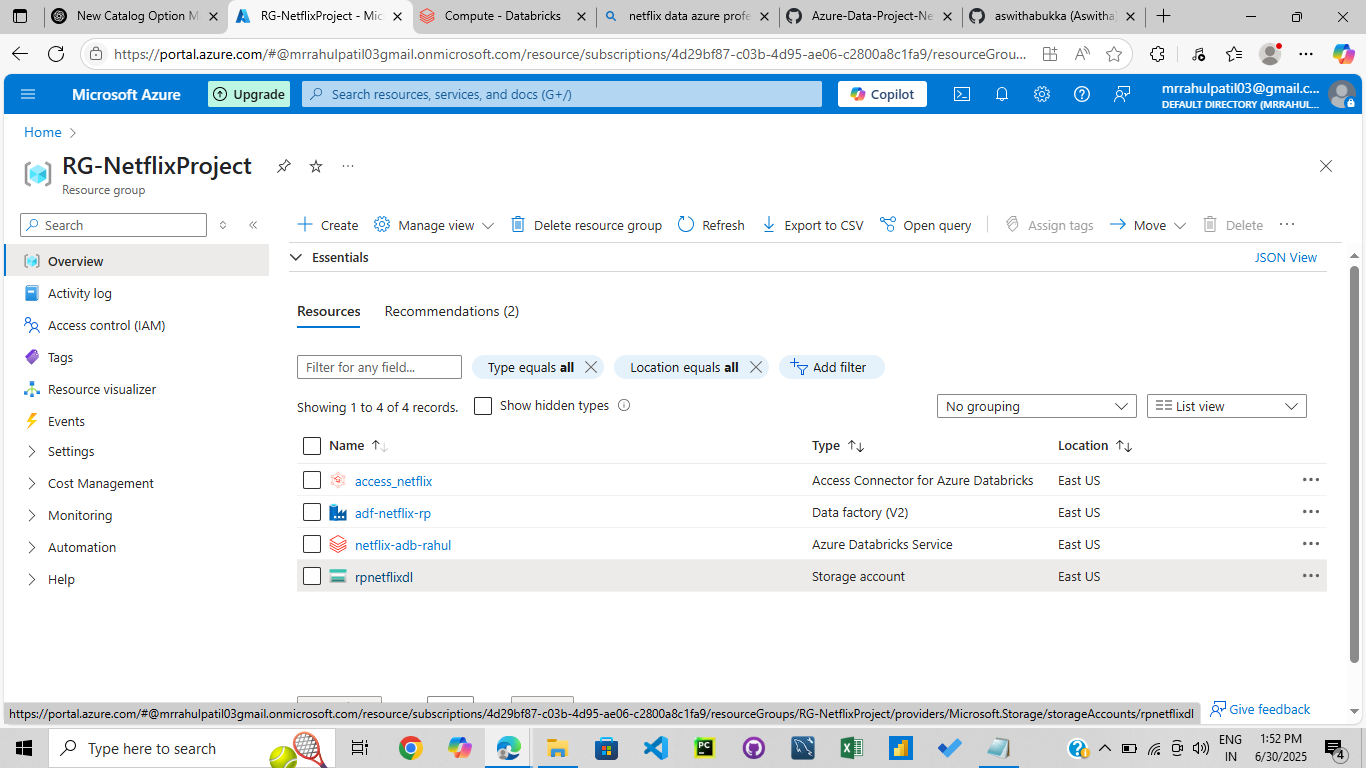 New Catalog Option M
RG-NetflixProject - Mic
Compute - Databricks
netflix data azure profe
Azure-Data-Project-Ne
aswithabukka (Aswitha
https://portal.azure.com/#@mrrahulpatil03gmail.onmicrosoft.com/resource/subscriptions/4d29bf87-c03b-4d95-ae06-c2800a8c1fa9/resourceGrou...
Microsoft Azure
Upgrade
Search resources, services, and docs (G+/)
Copilot
mrrahulpatil03@gmail.c...
DEFAULT DIRECTORY (MRRAHUL...
Home
RG-NetflixProject
Resource group
Search
Create
Manage view
Delete resource group
Refresh
Export to CSV
Open query
Assign tags
Move
Delete
Overview
Activity log
Access control (IAM)
Tags
Resource visualizer
Events
Settings
Cost Management
Monitoring
Automation
Help
Essentials
JSON View
Resources
Recommendations (2)
Filter for any field...
Type equals all
Location equals all
Add filter
Showing 1 to 4 of 4 records.
Show hidden types
No grouping
List view
Name
Type
Location
access_netflix
Access Connector for Azure Databricks
East US
adf-netflix-rp
Data factory (V2)
East US
netflix-adb-rahul
Azure Databricks Service
East US
rpnetflixdl
Storage account
East US
https://portal.azure.com/#@mrrahulpatil03gmail.onmicrosoft.com/resource/subscriptions/4d29bf87-c03b-4d95-ae06-c2800a8c1fa9/resourceGroups/RG-NetflixProject/providers/Microsoft.Storage/storageAccounts/rpnetflixdl
Give feedback
Type here to search
PC
ENG
IN
1:52 PM
6/30/2025
4